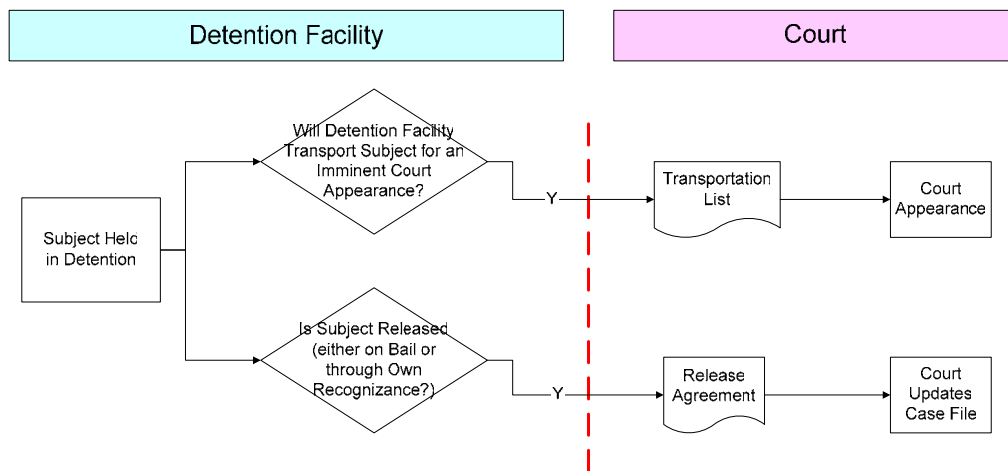 Detention Facility
Court
Will Detention Facility
Transport Subject for an
Imminent Court
Appearance?
Y
Transportation
List
Court
Appearance
Subject Held
in Detention
Is Subject Released
(either on Bail or
through Own
Recognizance?)
Y
Release
Agreement
Court
Updates
Case File